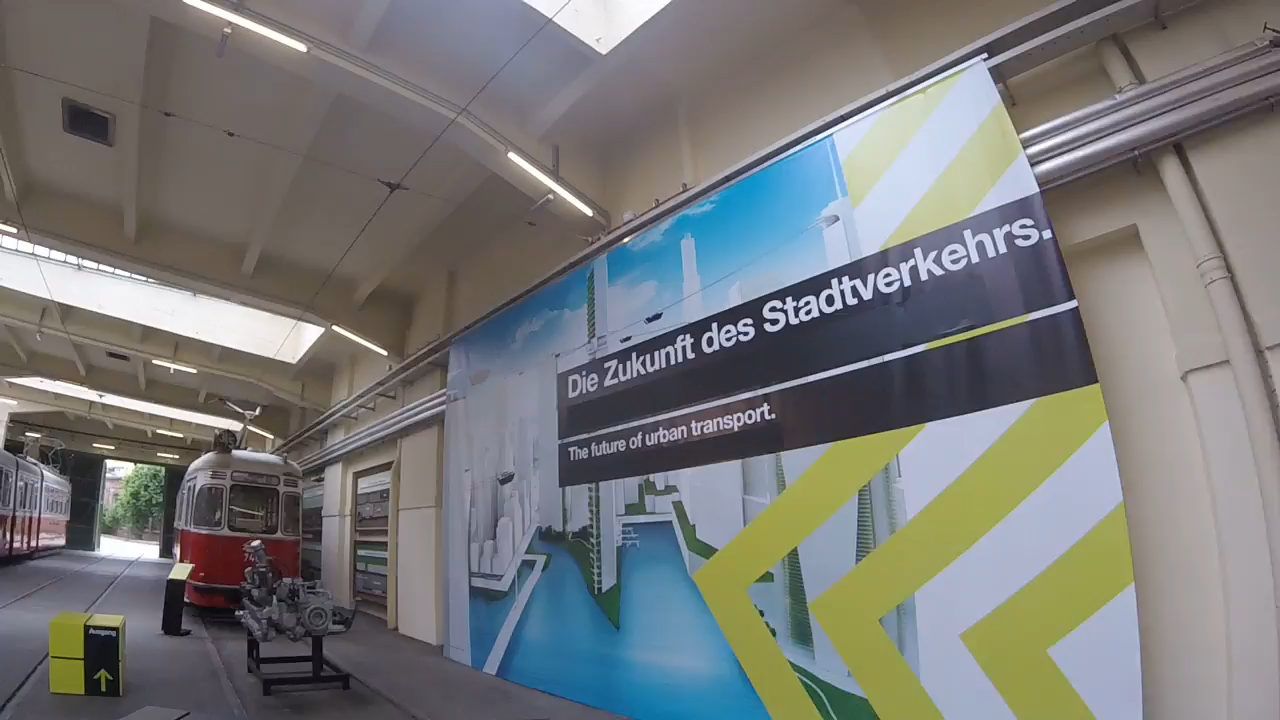 Die Zukunft des Stadtverkehrs.
The future of urban transport.
Ausgang